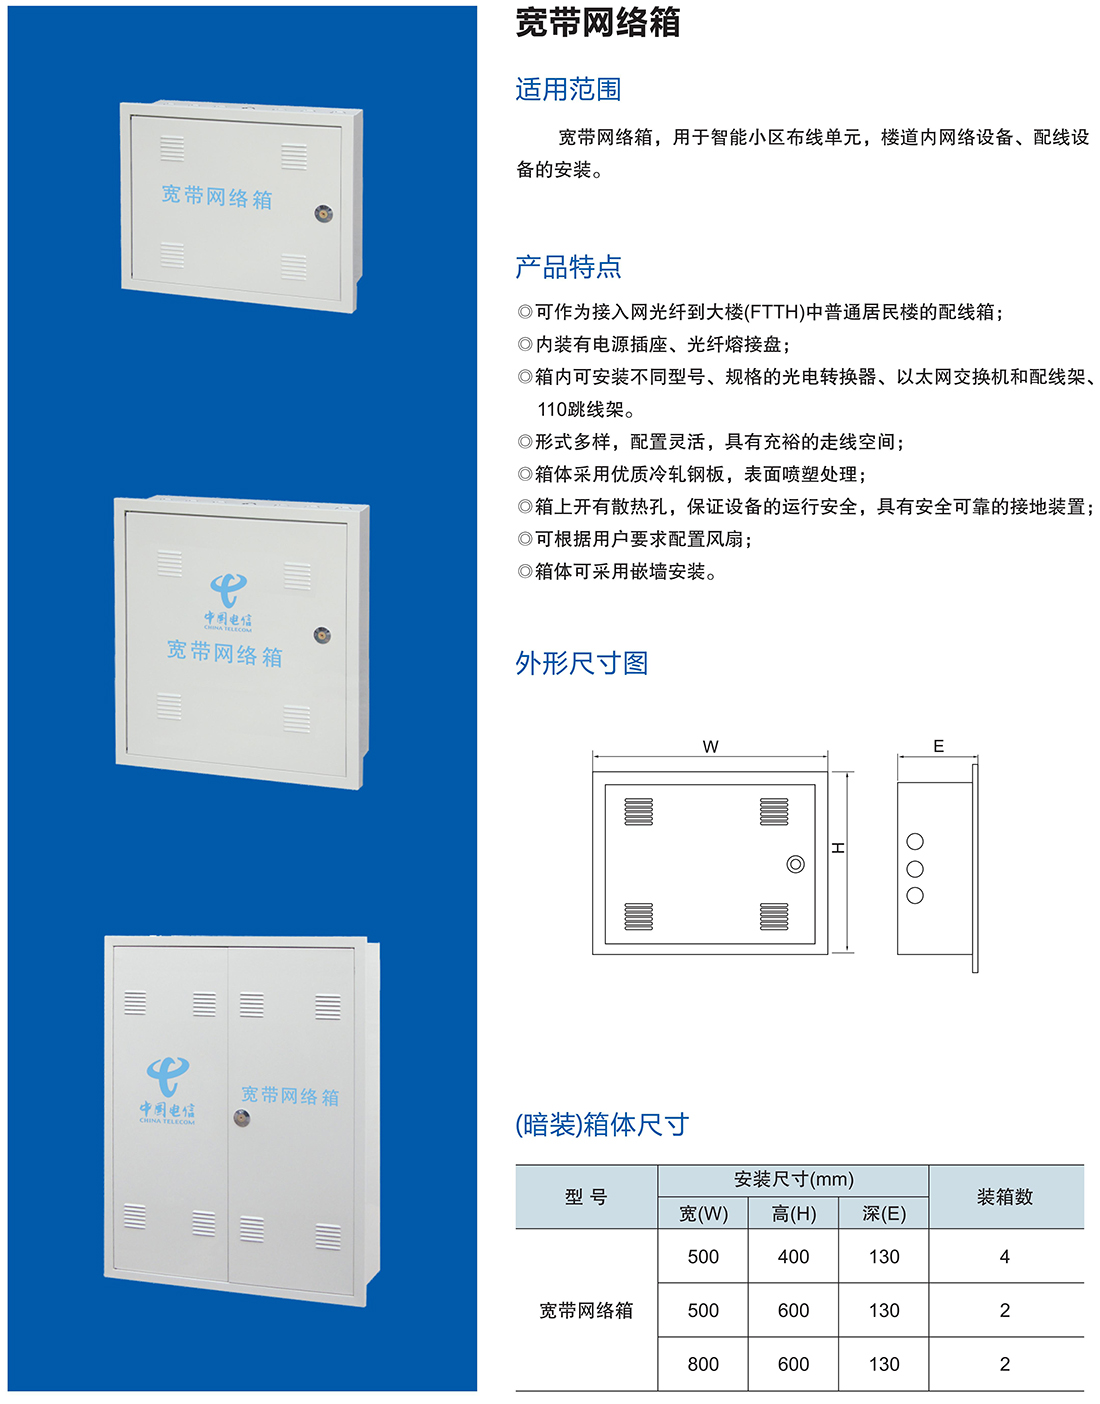 宽带网络箱
适用范围
宽带网络箱，用于智能小区布线单元，楼道内网络设备、配线设
备的安装。
产品特点
◎可作为接入网光纤到大楼(FTTH)中普通居民楼的配线箱；
◎内装有电源插座、光纤熔接盘；
◎箱内可安装不同型号、规格的光电转换器、以太网交换机和配线架、
110跳线架。
◎形式多样，配置灵活，具有充裕的走线空间；
◎箱体采用优质冷轧钢板，表面喷塑处理；
◎箱上开有散热孔，保证设备的运行安全，具有安全可靠的接地装置；
◎可根据用户要求配置风扇；
◎箱体可采用嵌墙安装。
外形尺寸图
W
E
H
(暗装)箱体尺寸
型 号 安装尺寸(mm) 装箱数
宽(W) 高(H) 深(E)
宽带网络箱
500 400 130 4
500 600 130 2
800 600 130 2
宽带网络箱
中国电信
CHINA TELECOM
宽带网络箱
中国电信
CHINA TELECOM
宽带网络箱